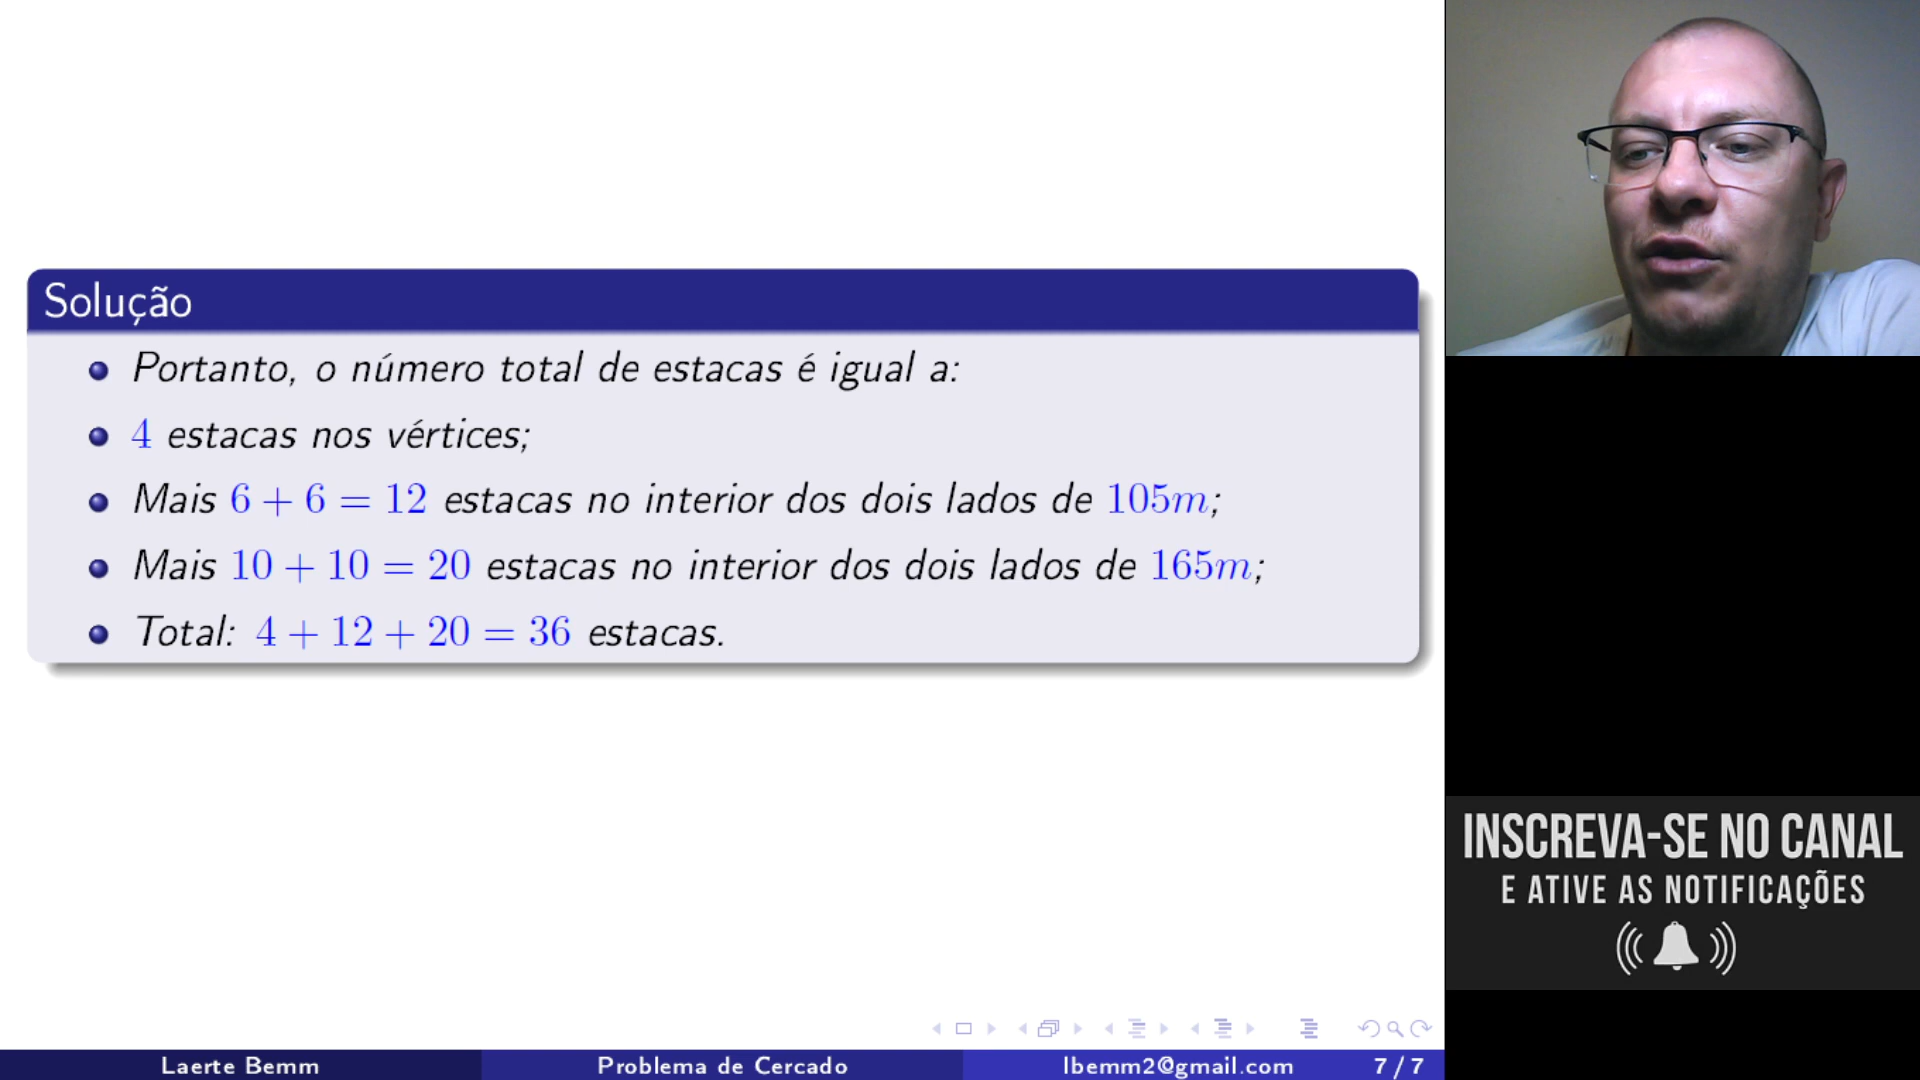 Solução
Portanto, o número total de estacas é igual a:
4 estacas nos vértices;
Mais 6 + 6 = 12 estacas no interior dos dois lados de 105m;
Mais 10 + 10 = 20 estacas no interior dos dois lados de 165m;
Total: 4 + 12 + 20 = 36 estacas.
INSCREVA-SE NO CANAL
E ATIVE AS NOTIFICAÇÕES
Laerte Bemm Problema de Cercado lbemm2@gmail.com 7 / 7